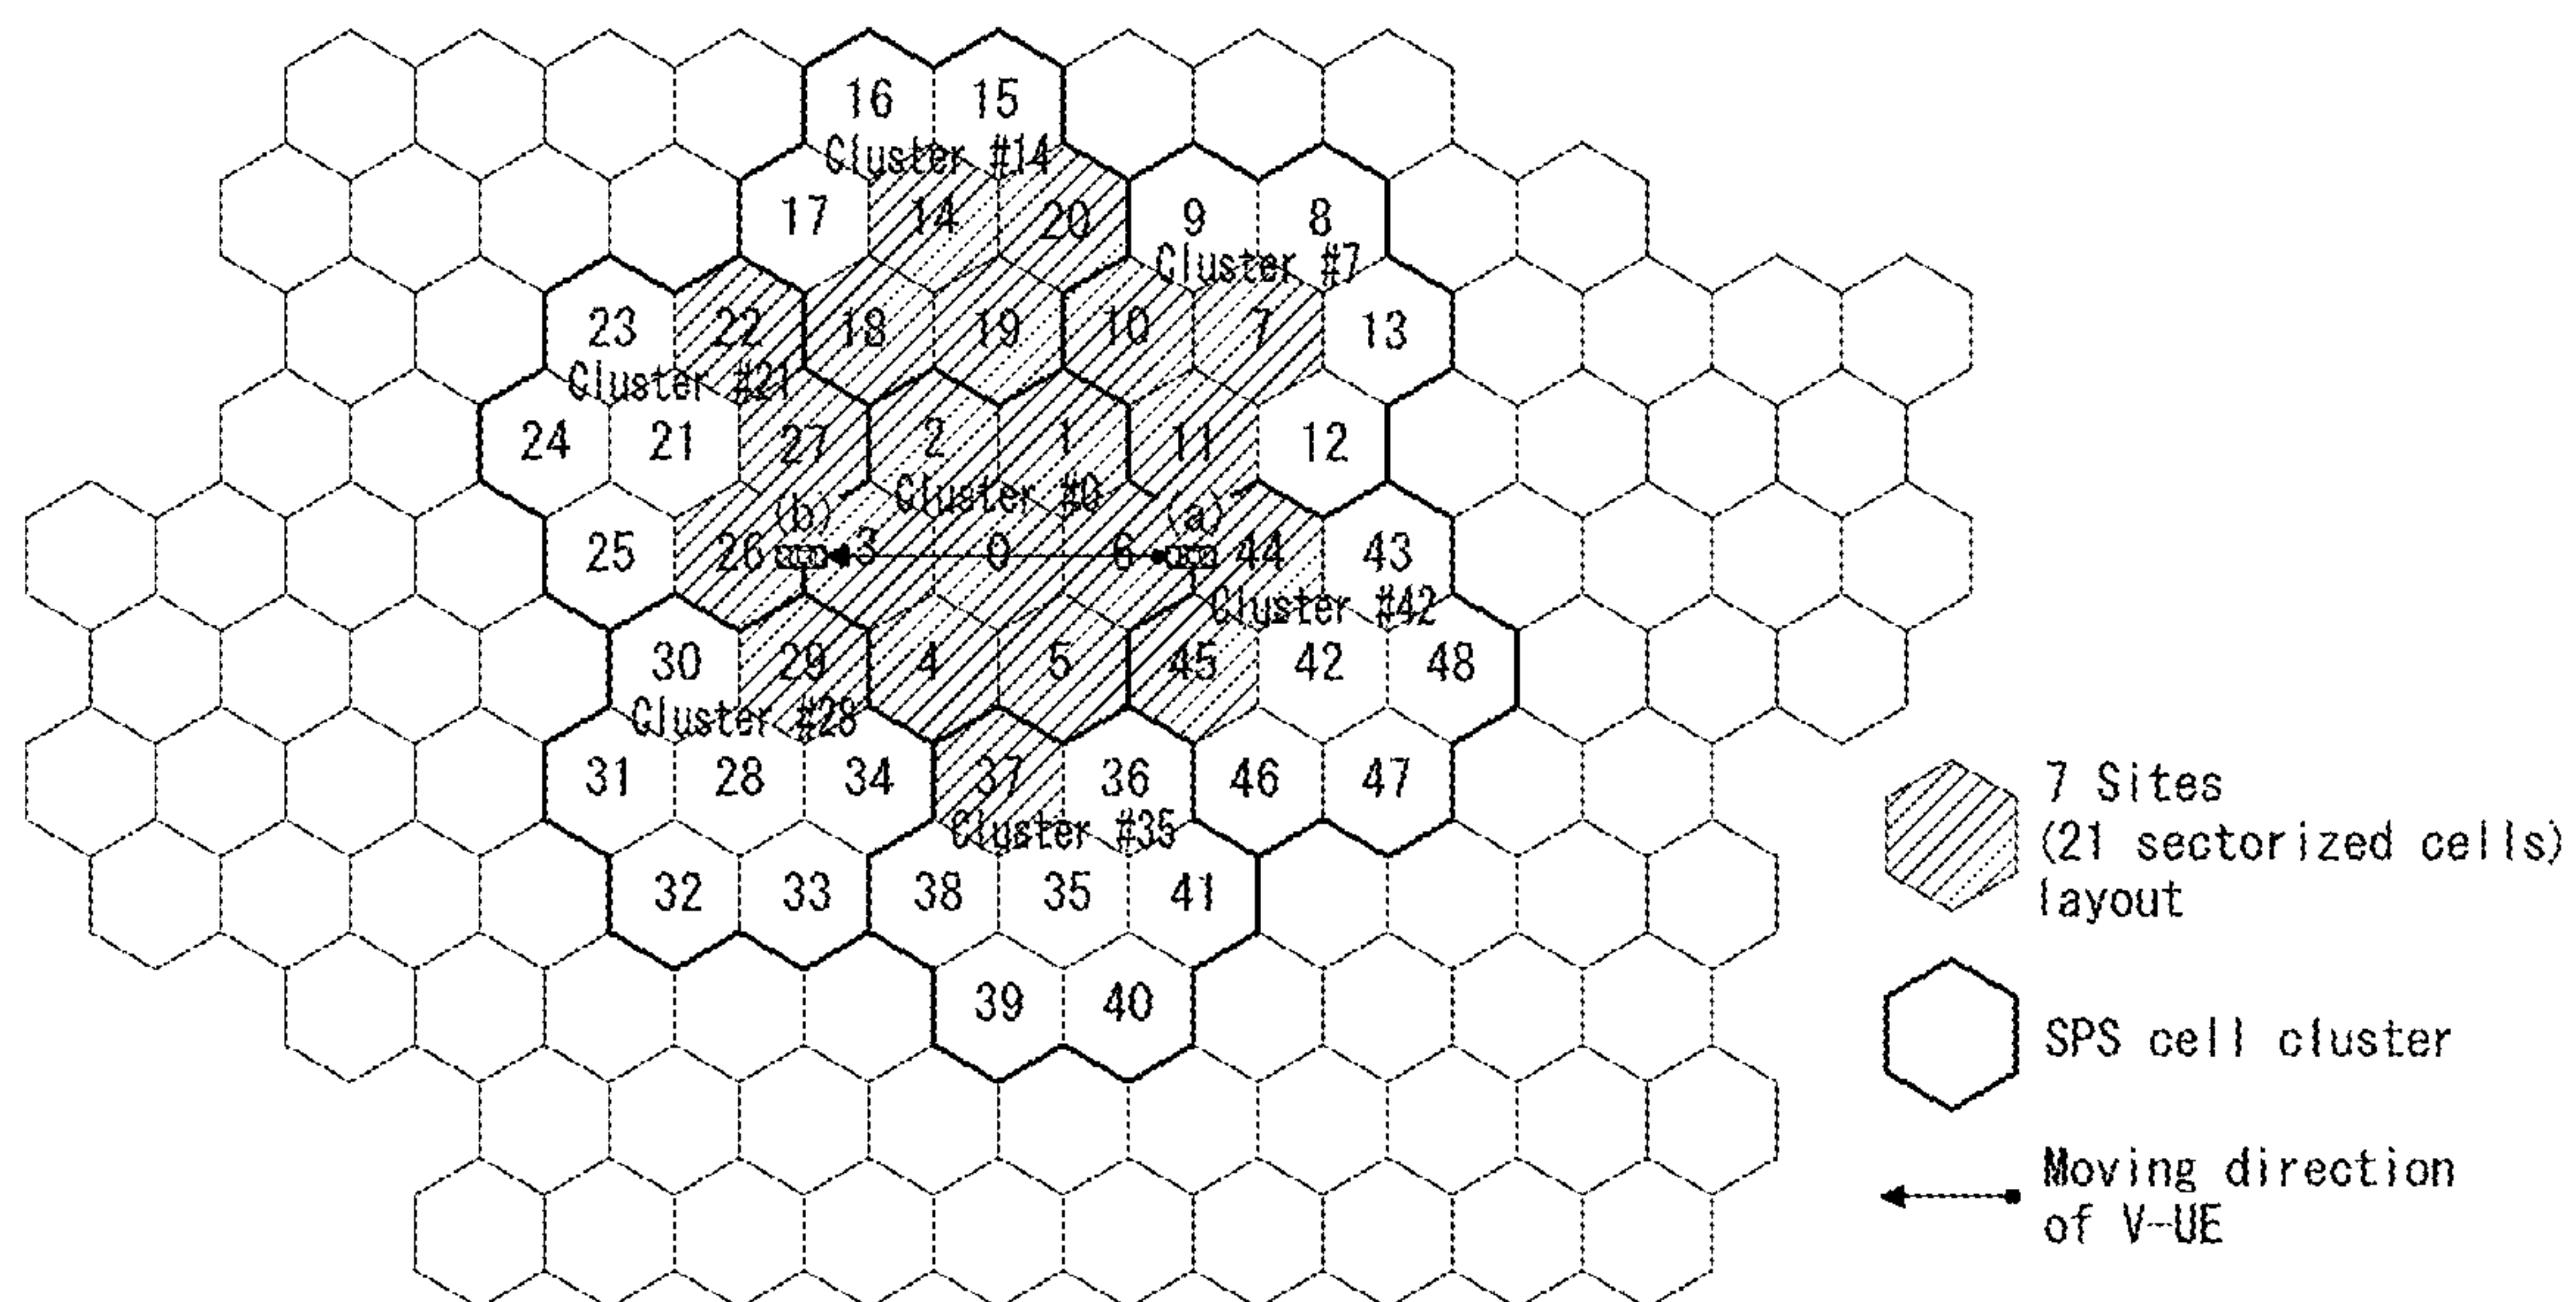 16 15
Cluster #14
17 14 20 9 8
Cluster #7
23 22 18 19 10 7 13
Cluster #21
24 21 27 2 1 11 12
Cluster #0
(b) (a)
25 26 3 0 6 44 43
Cluster #42
30 29 4 5 45 42 48
Cluster #28
31 28 34 37 36 46 47
Cluster #35
32 33 38 35 41
39 40
7 Sites
(21 sectorized cells)
layout
SPS cell cluster
Moving direction
of V-UE